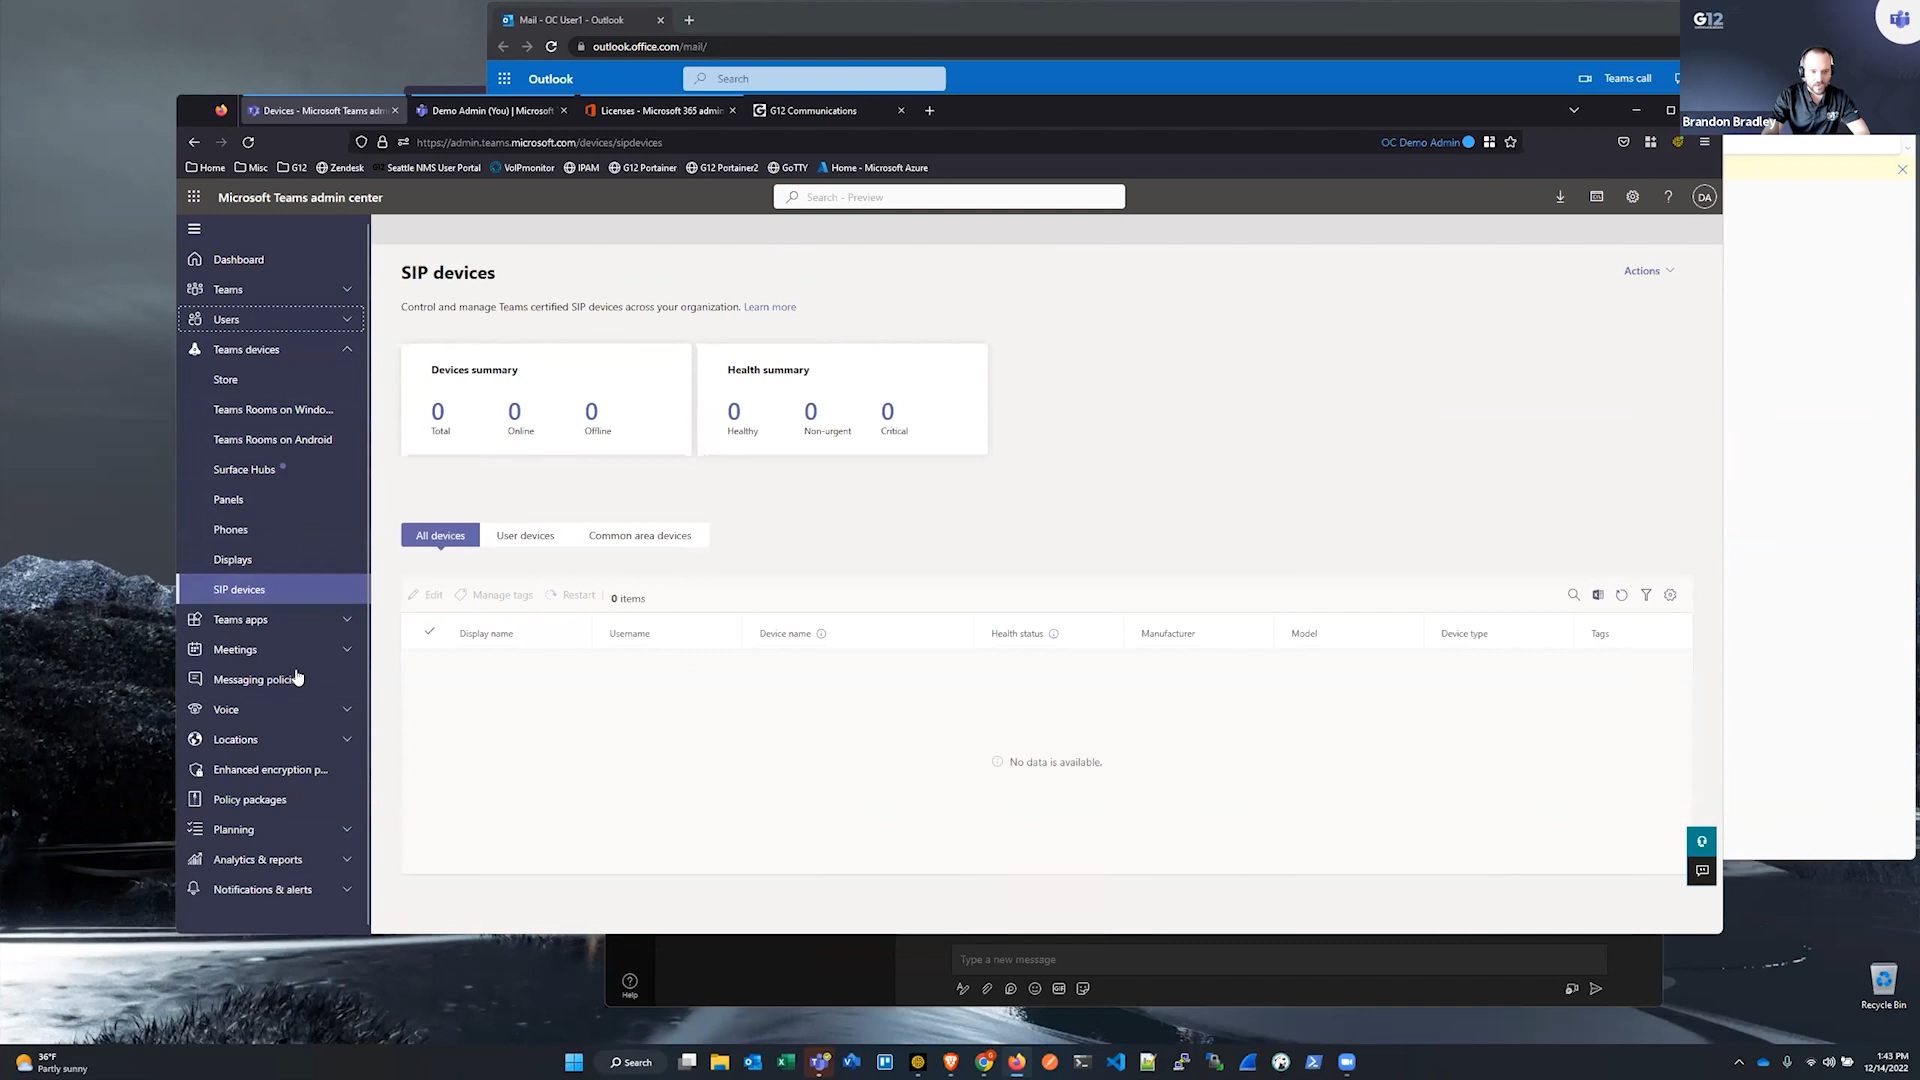 Mail - OC User1 - Outlook
outlook.office.com/mail/
Outlook
Search
Teams call
G12
Brandon Bradley
Devices - Microsoft Teams adm
Demo Admin (You) | Microsoft
Licenses - Microsoft 365 admin
G12 Communications
https://admin.teams.microsoft.com/devices/sipdevices
OC Demo Admin
Home
Misc
G12
Zendesk
Seattle NMS User Portal
VoIPmonitor
IPAM
G12 Portainer
G12 Portainer2
GoTTY
Home - Microsoft Azure
Microsoft Teams admin center
Search - Preview
DA
Dashboard
Teams
Users
Teams devices
Store
Teams Rooms on Windo...
Teams Rooms on Android
Surface Hubs
Panels
Phones
Displays
SIP devices
Teams apps
Meetings
Messaging polici
Voice
Locations
Enhanced encryption p...
Policy packages
Planning
Analytics & reports
Notifications & alerts
SIP devices
Actions
Control and manage Teams certified SIP devices across your organization. Learn more
Devices summary
0 0 0
Total Online Offline
Health summary
0 0 0
Healthy Non-urgent Critical
All devices User devices Common area devices
Edit Manage tags Restart 0 items
Display name Username Device name Health status Manufacturer Model Device type Tags
No data is available.
Type a new message
GIF
Help
Recycle Bin
36°F
Partly sunny
Search
1:43 PM
12/14/2022